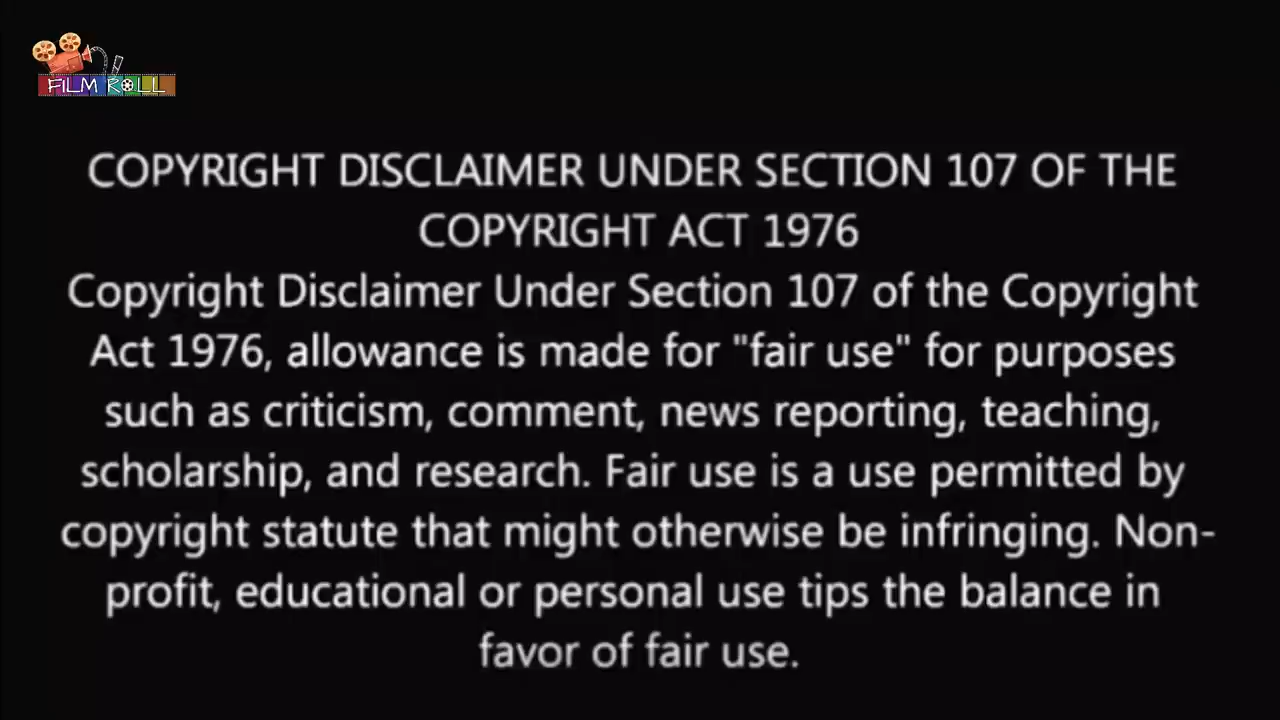 FILM ROLL
COPYRIGHT DISCLAIMER UNDER SECTION 107 OF THE
COPYRIGHT ACT 1976
Copyright Disclaimer Under Section 107 of the Copyright
Act 1976, allowance is made for "fair use" for purposes
such as criticism, comment, news reporting, teaching,
scholarship, and research. Fair use is a use permitted by
copyright statute that might otherwise be infringing. Non-
profit, educational or personal use tips the balance in
favor of fair use.